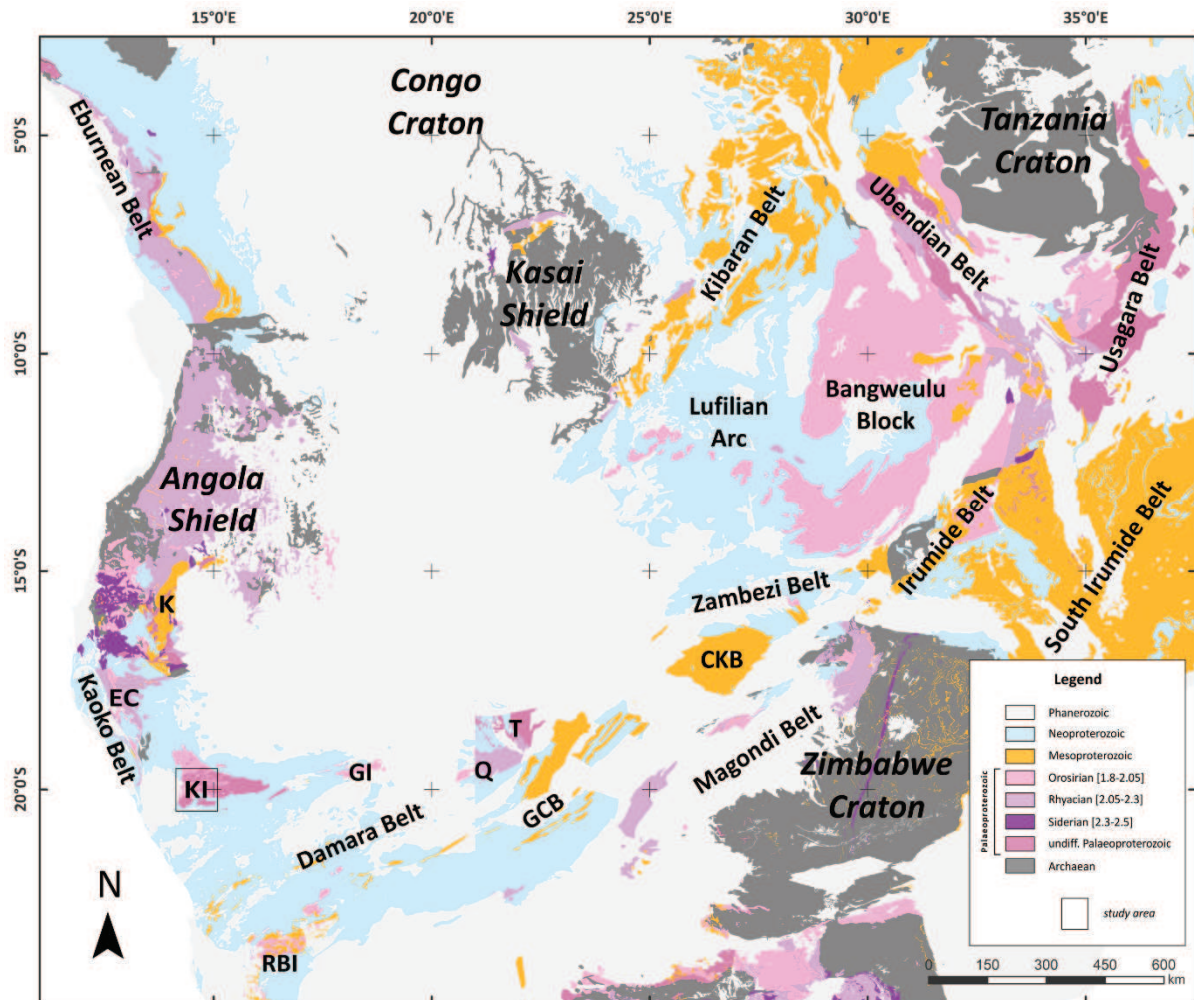 15°0'E
20°0'E
25°0'E
30°0'E
35°0'E
5°0'S
10°0'S
15°0'S
20°0'S
Congo
Craton
Tanzania
Craton
Eburnean Belt
Kasai
Shield
Kibaran Belt
Ubendian Belt
Usagara Belt
Lufilian
Arc
Bangweulu
Block
Angola
Shield
Irumide Belt
South Irumide Belt
Zambezi Belt
K
CKB
EC
Kaoko Belt
KI
GI
T
Q
GCB
Magondi Belt
Zimbabwe
Craton
Damara Belt
RBI
N
Legend
Phanerozoic
Neoproterozoic
Mesoproterozoic
Palaeoproterozoic
Orosirian [1.8-2.05]
Rhyacian [2.05-2.3]
Siderian [2.3-2.5]
undiff. Palaeoproterozoic
Archaean
study area
0 150 300 450 600
km